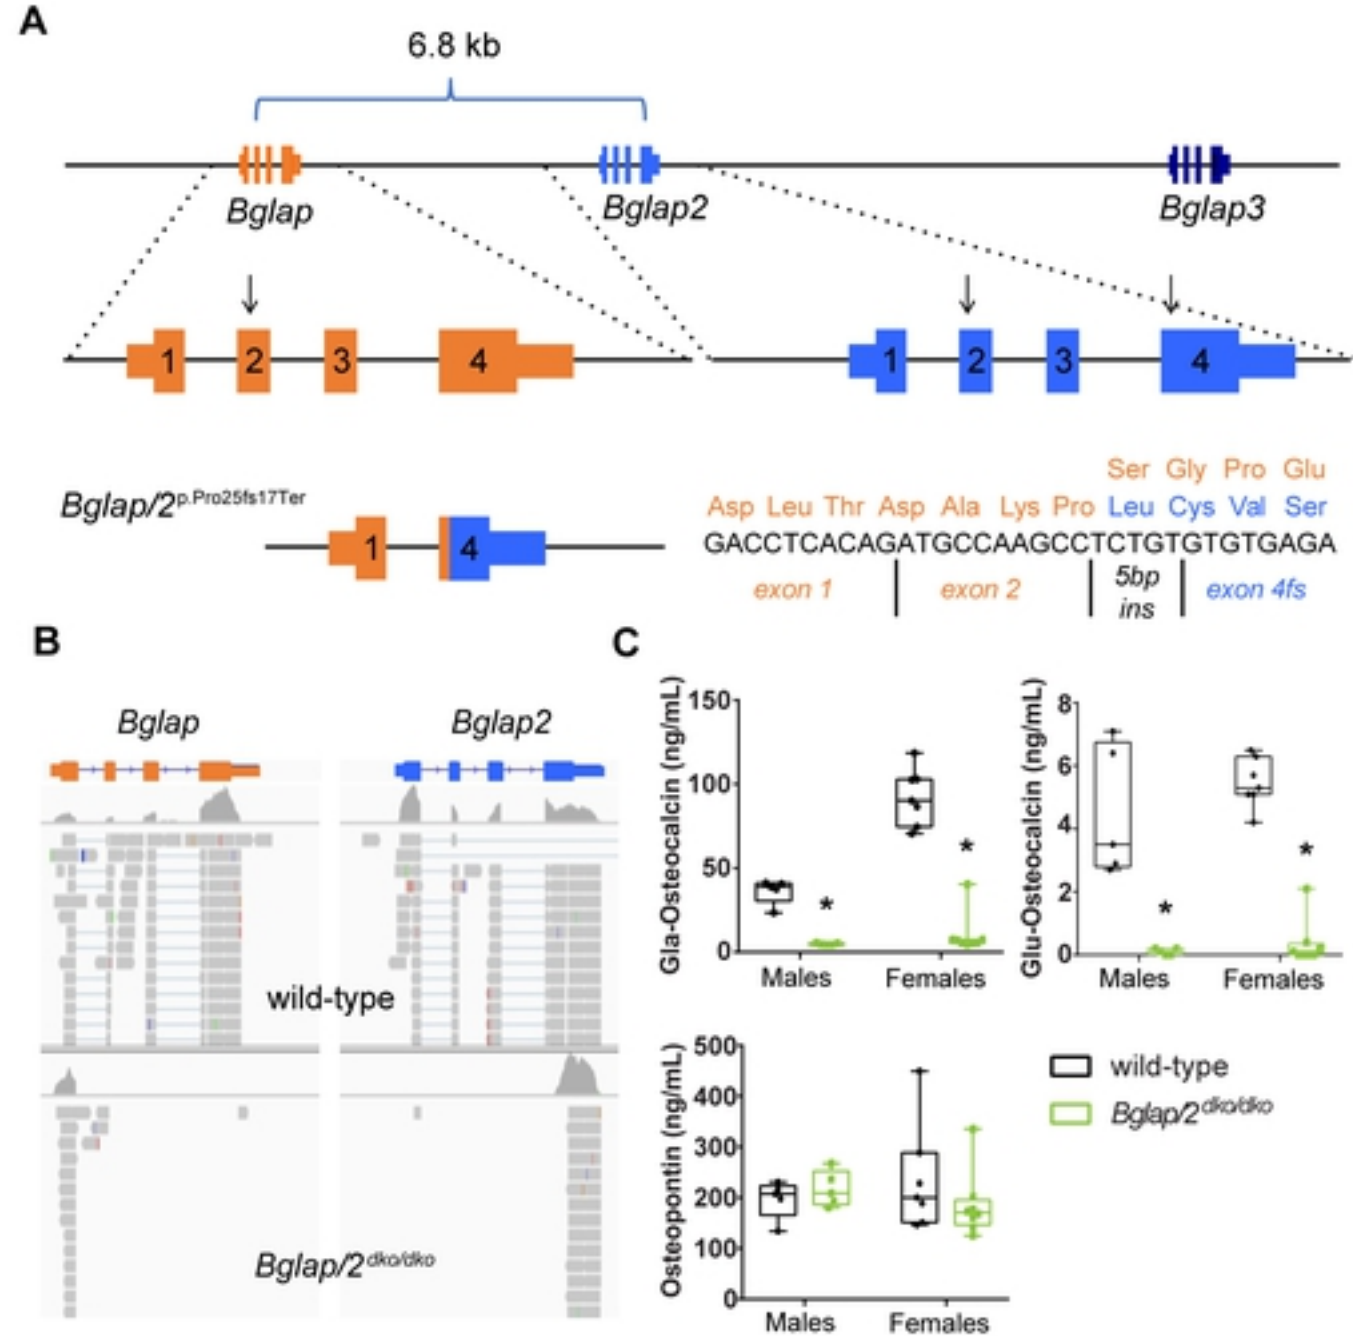 A
6.8 kb
Bglap
Bglap2
Bglap3
1 2 3 4
1 2 3 4
Bglap/2p.Pro25fs17Ter
1 4
Ser Gly Pro Glu
Asp Leu Thr Asp Ala Lys Pro Leu Cys Val Ser
GACCTCACAGATGCCAAGCCTCTGTGTGTGAGA
exon 1
exon 2
5bp
ins
exon 4fs
B
Bglap
Bglap2
wild-type
Bglap/2dko/dko
C
Gla-Osteocalcin (ng/mL)
150
100
50
0
*
*
Males
Females
Glu-Osteocalcin (ng/mL)
8
6
4
2
0
*
*
Males
Females
Osteopontin (ng/mL)
500
400
300
200
100
0
Males
Females
wild-type
Bglap/2dko/dko